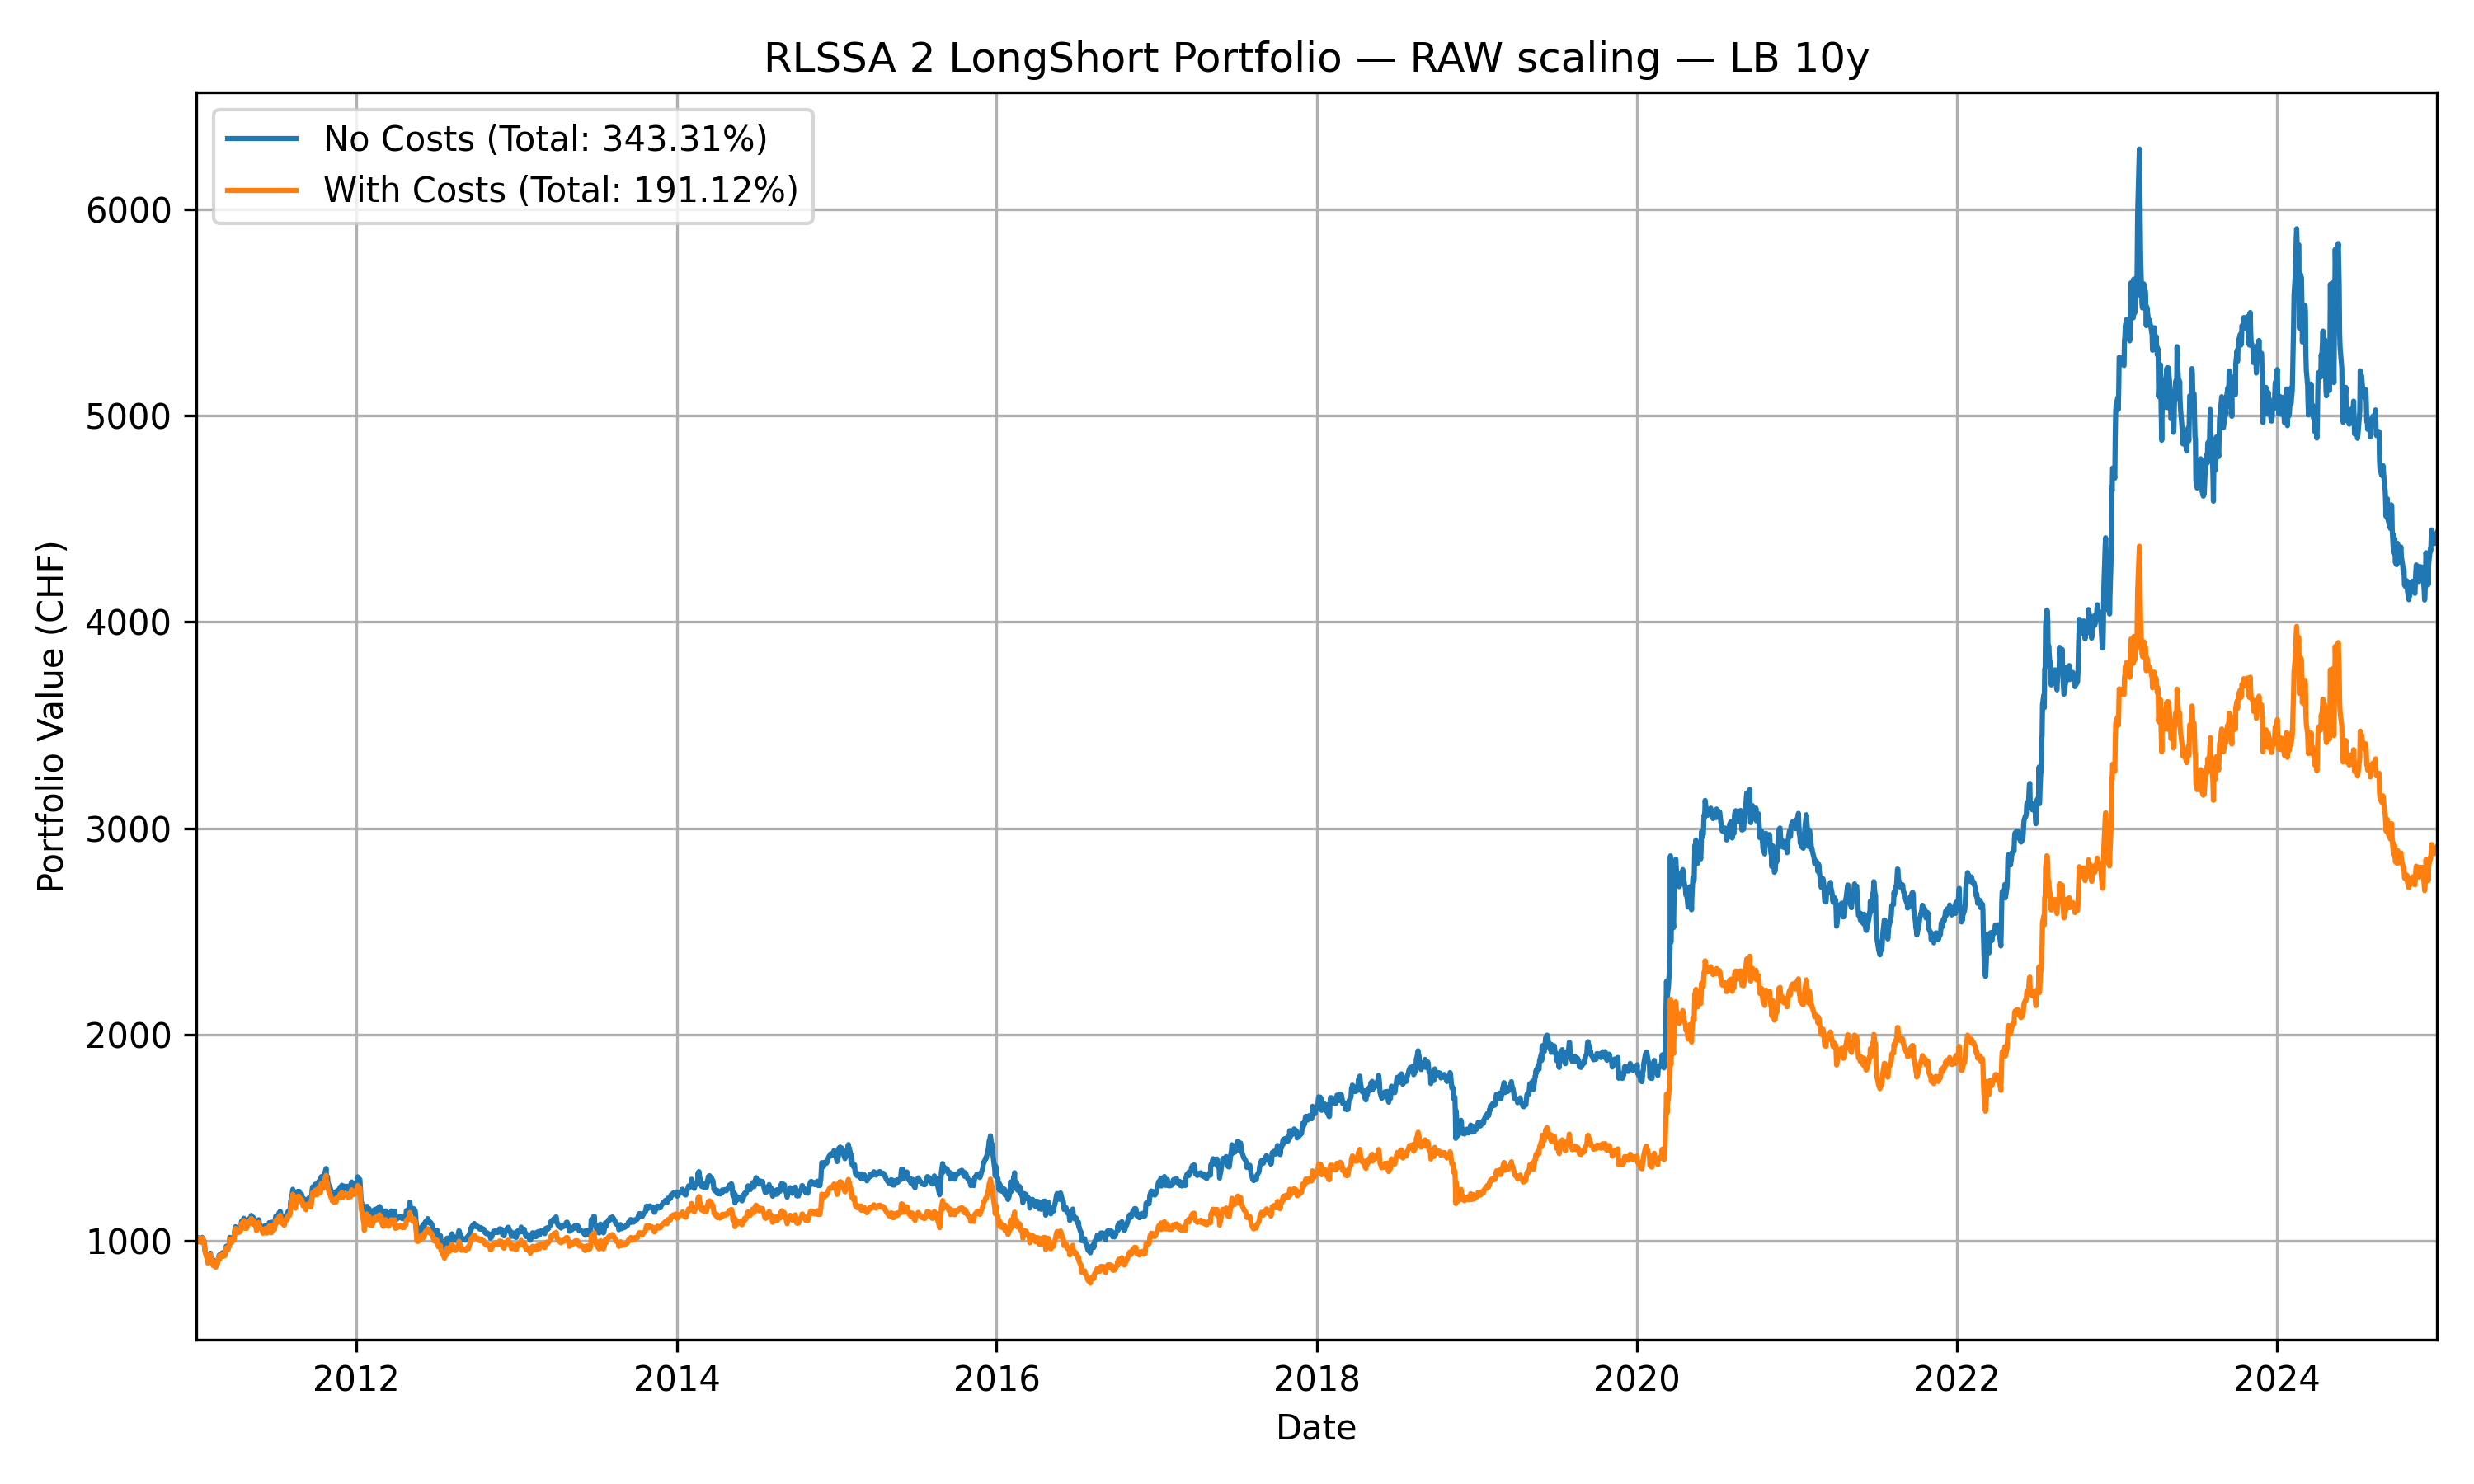 RLSSA 2 LongShort Portfolio — RAW scaling — LB 10y
No Costs (Total: 343.31%)
With Costs (Total: 191.12%)
Portfolio Value (CHF)
6000
5000
4000
3000
2000
1000
2012 2014 2016 2018 2020 2022 2024
Date